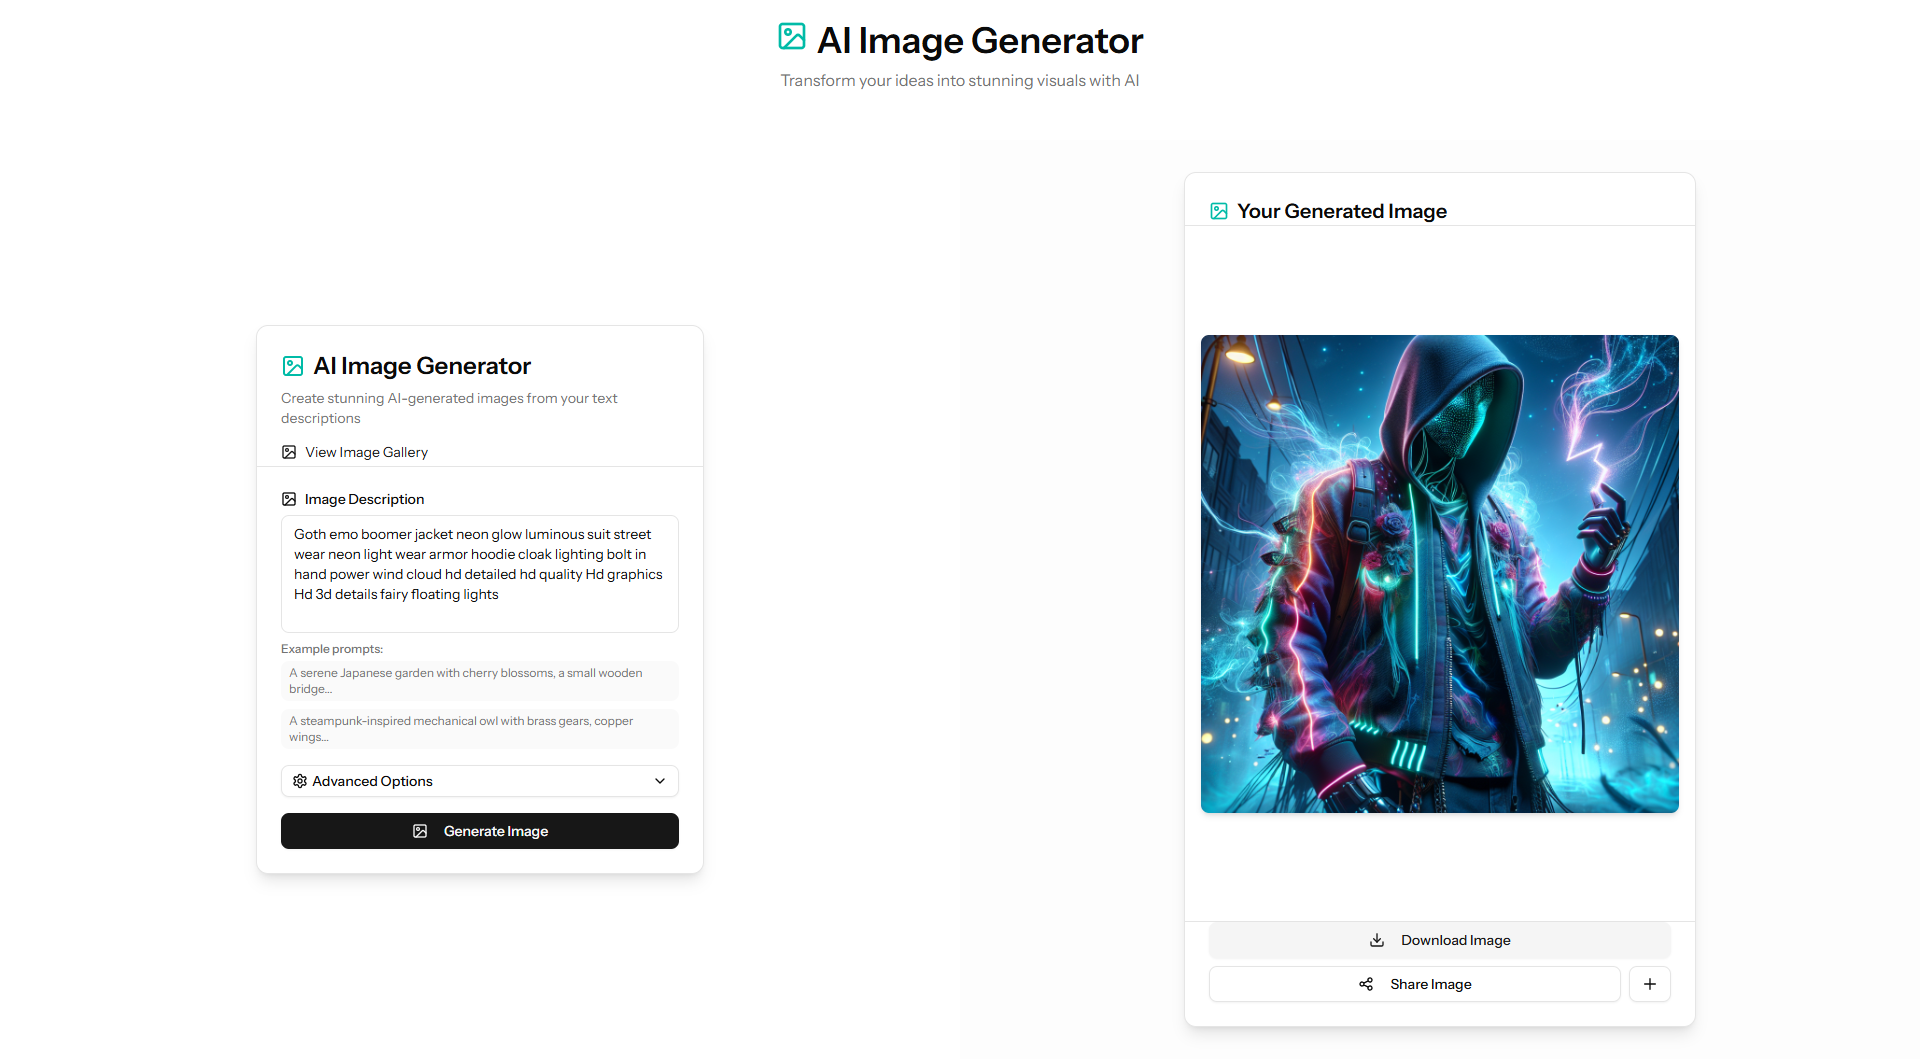 AI Image Generator
Transform your ideas into stunning visuals with AI
AI Image Generator
Create stunning AI-generated images from your text
descriptions
View Image Gallery
Image Description
Goth emo boomer jacket neon glow luminous suit street
wear neon light wear armor hoodie cloak lighting bolt in
hand power wind cloud hd detailed hd quality Hd graphics
Hd 3d details fairy floating lights
Example prompts:
A serene Japanese garden with cherry blossoms, a small wooden
bridge...
A steampunk-inspired mechanical owl with brass gears, copper
wings...
Advanced Options
Generate Image
Your Generated Image
Download Image
Share Image